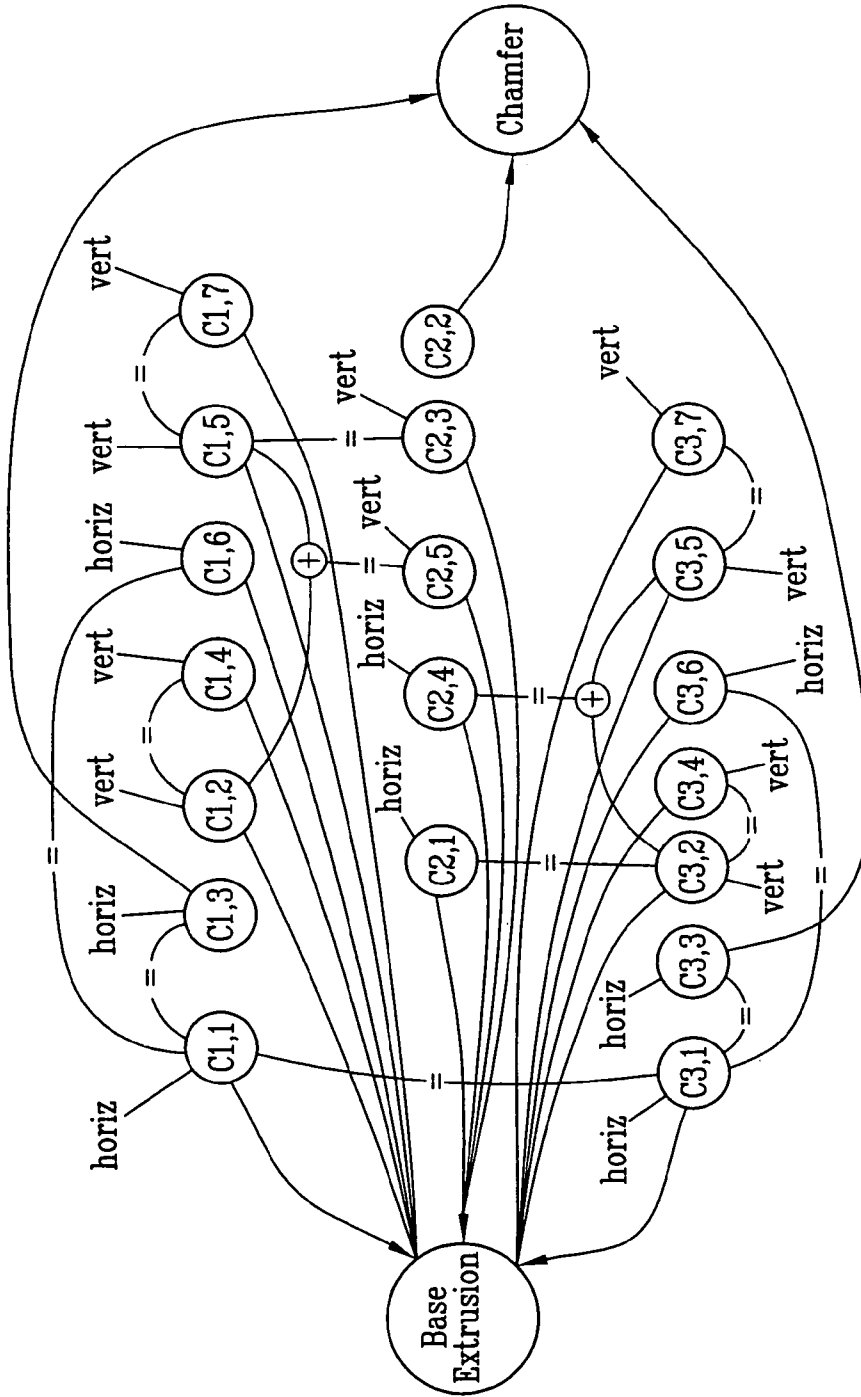 horiz
horiz
vert
vert
horiz
vert
vert
C1,1
C1,3
C1,2
C1,4
C1,6
C1,5
C1,7
=
=
=
=
+
=
=
horiz
horiz
vert
vert
C2,1
C2,4
C2,5
C2,3
C2,2
Base
Extrusion
Chamfer
=
=
=
+
horiz
horiz
vert
C3,1
C3,3
C3,2
C3,4
C3,6
C3,5
C3,7
=
=
=
=
vert
vert
horiz
vert